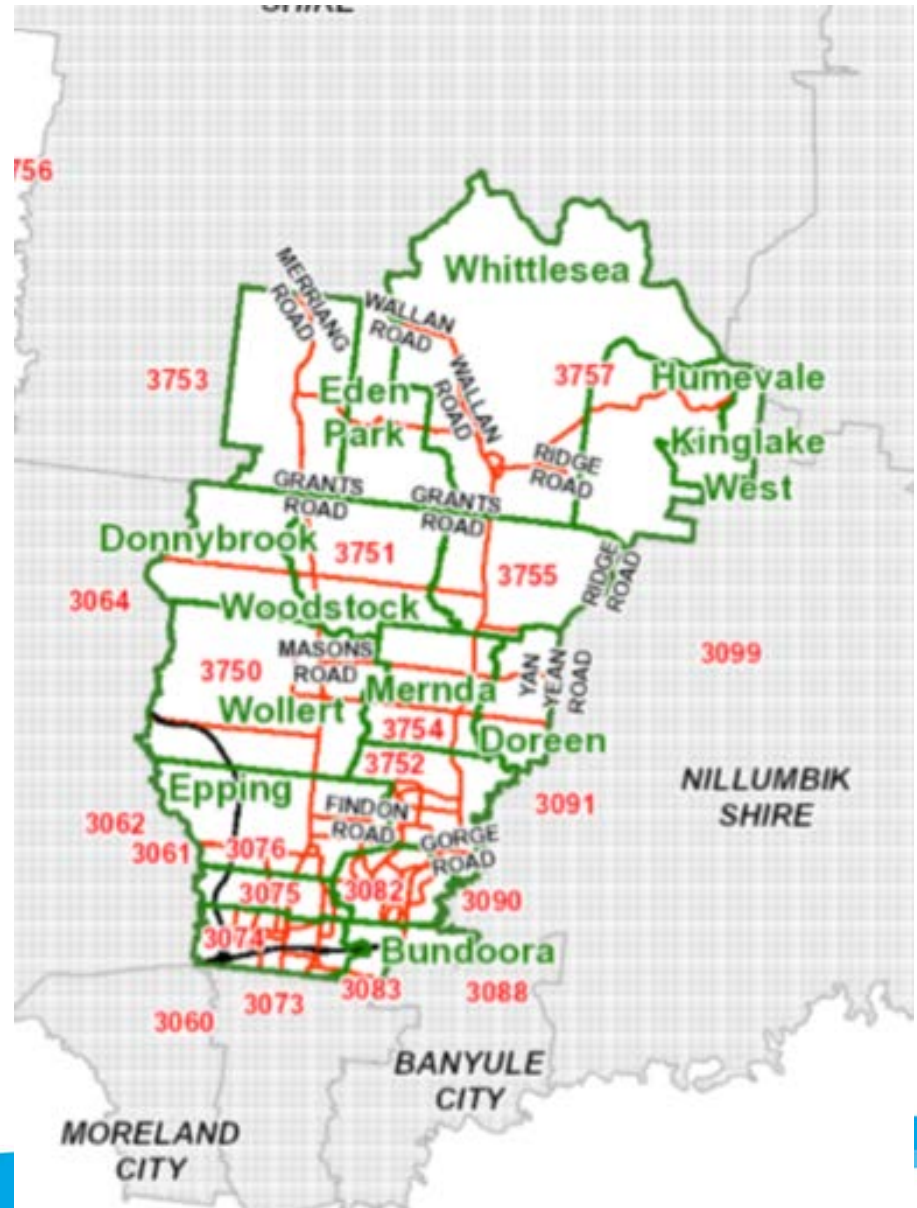 SHIRE
756
Whittlesea
MERRIANG
ROAD
WALLAN
ROAD
WALLAN
ROAD
3753
3757
Humevale
Eden
Park
Kinglake
West
RIDGE
ROAD
GRANTS
ROAD
GRANTS
ROAD
Donnybrook
3751
3755
RIDGE
ROAD
3064
Woodstock
3099
MASONS
ROAD
YAN
YEAN
ROAD
3750
Mernda
Wollert
3754
Doreen
3752
NILLUMBIK
SHIRE
Epping
3091
FINDON
ROAD
3062
GORGE
ROAD
3061
3076
3075
3082
3090
3074
Bundoora
3083
3088
3073
3060
BANYULE
CITY
MORELAND
CITY